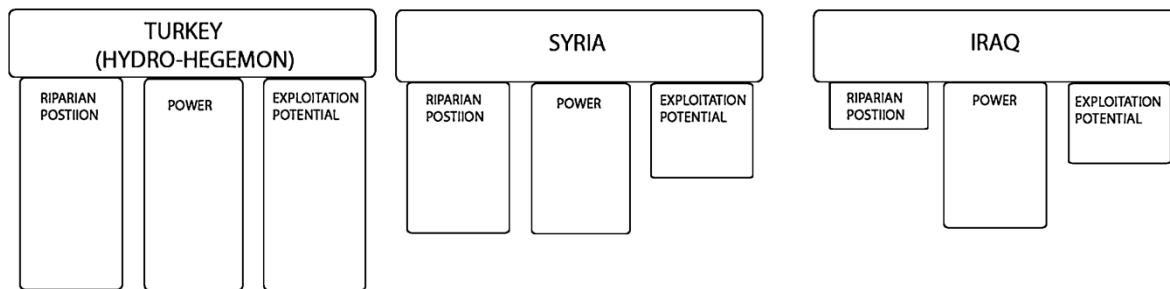 TURKEY
(HYDRO-HEGEMON)
RIPARIAN
POSTIION
POWER
EXPLOITATION
POTENTIAL
SYRIA
RIPARIAN
POSTIION
POWER
EXPLOITATION
POTENTIAL
IRAQ
RIPARIAN
POSTIION
POWER
EXPLOITATION
POTENTIAL